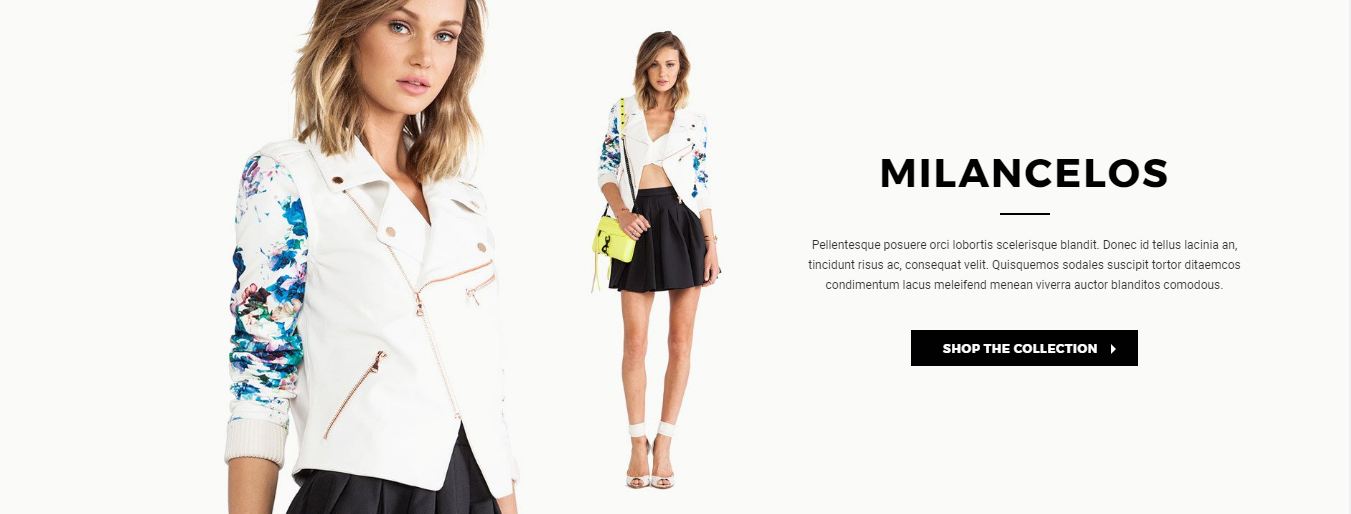 MILANCELOS
Pellentesque posuere orci lobortis scelerisque blandit. Donec id tellus lacinia an,
tincidunt risus ac, consequat velit. Quisquemos sodales suscipit tortor ditaemcos
condimentum lacus meleifend menean viverra auctor blanditos comodous.
SHOP THE COLLECTION